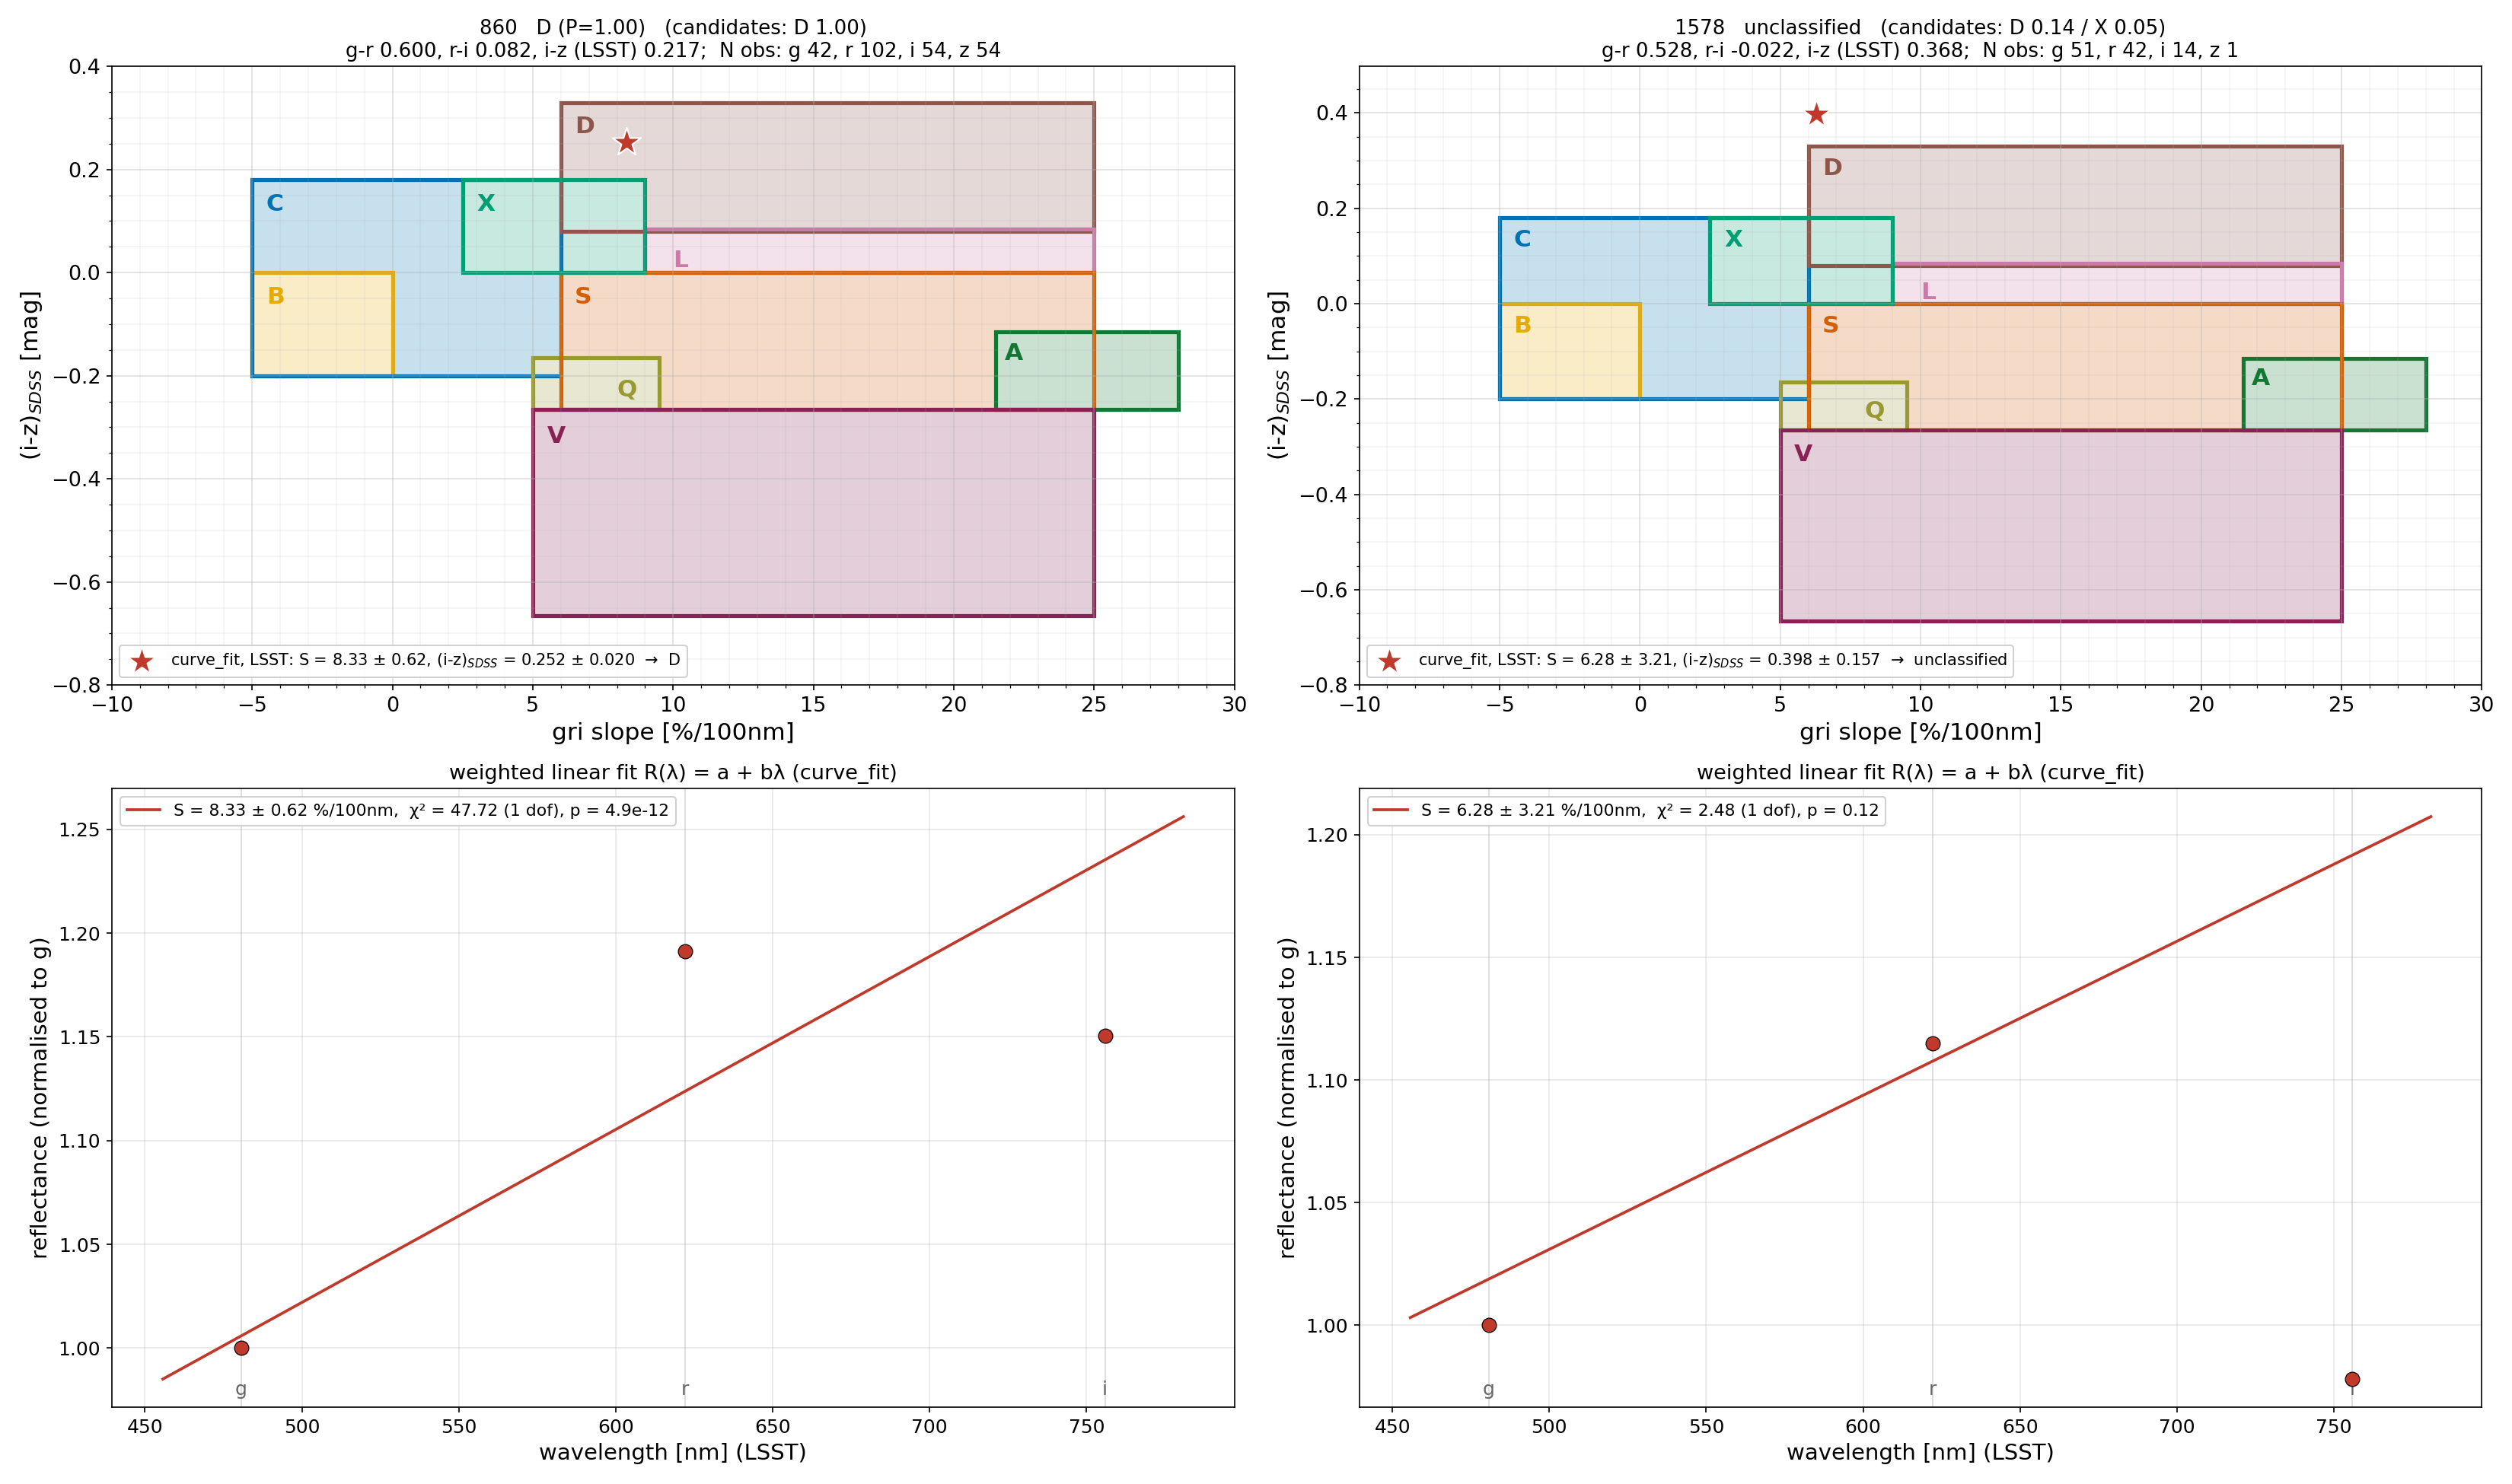 860   D (P=1.00)   (candidates: D 1.00)
g-r 0.600, r-i 0.082, i-z (LSST) 0.217;  N obs: g 42, r 102, i 54, z 54
0.4
0.2
0.0
−0.2
−0.4
−0.6
−0.8
(i-z)SDSS [mag]
D
C
X
L
B
S
A
Q
V
curve_fit, LSST: S = 8.33 ± 0.62, (i-z)SDSS = 0.252 ± 0.020 → D
−10 −5 0 5 10 15 20 25 30
gri slope [%/100nm]
1578   unclassified   (candidates: D 0.14 / X 0.05)
g-r 0.528, r-i -0.022, i-z (LSST) 0.368;  N obs: g 51, r 42, i 14, z 1
0.4
0.2
0.0
−0.2
−0.4
−0.6
−0.8
(i-z)SDSS [mag]
D
C
X
L
B
S
A
Q
V
curve_fit, LSST: S = 6.28 ± 3.21, (i-z)SDSS = 0.398 ± 0.157 → unclassified
−10 −5 0 5 10 15 20 25 30
gri slope [%/100nm]
weighted linear fit R(λ) = a + bλ (curve_fit)
S = 8.33 ± 0.62 %/100nm,  χ² = 47.72 (1 dof), p = 4.9e-12
1.25
1.20
1.15
1.10
1.05
1.00
reflectance (normalised to g)
g r i
450 500 550 600 650 700 750
wavelength [nm] (LSST)
weighted linear fit R(λ) = a + bλ (curve_fit)
S = 6.28 ± 3.21 %/100nm,  χ² = 2.48 (1 dof), p = 0.12
1.20
1.15
1.10
1.05
1.00
reflectance (normalised to g)
g r i
450 500 550 600 650 700 750
wavelength [nm] (LSST)